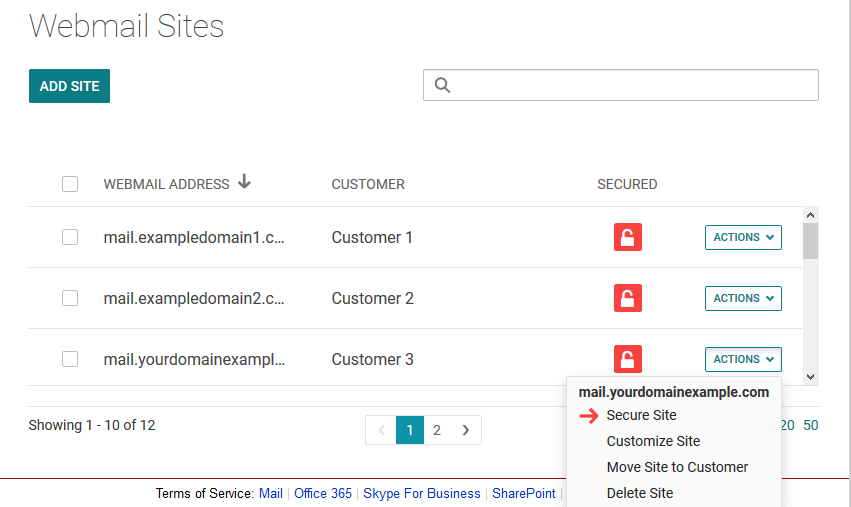 Webmail Sites
ADD SITE
WEBMAIL ADDRESS CUSTOMER SECURED
mail.exampledomain1.c... Customer 1 ACTIONS
mail.exampledomain2.c... Customer 2 ACTIONS
mail.yourdomainexampl... Customer 3 ACTIONS
mail.yourdomainexample.com
Secure Site
Customize Site
Move Site to Customer
Delete Site
Showing 1 - 10 of 12 1 2 20 50
Terms of Service: Mail | Office 365 | Skype For Business | SharePoint |